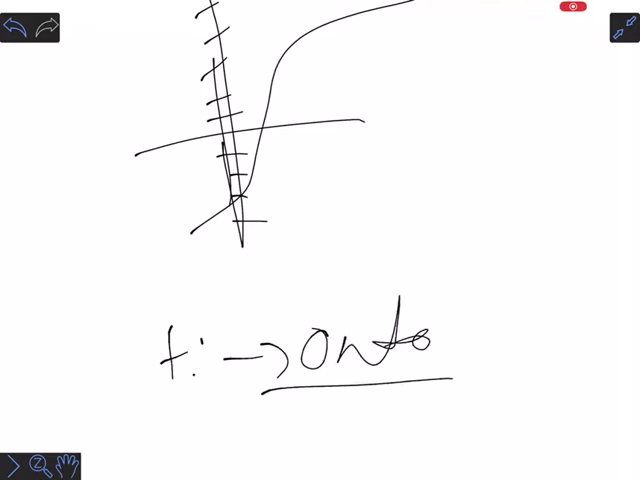 f: → onto